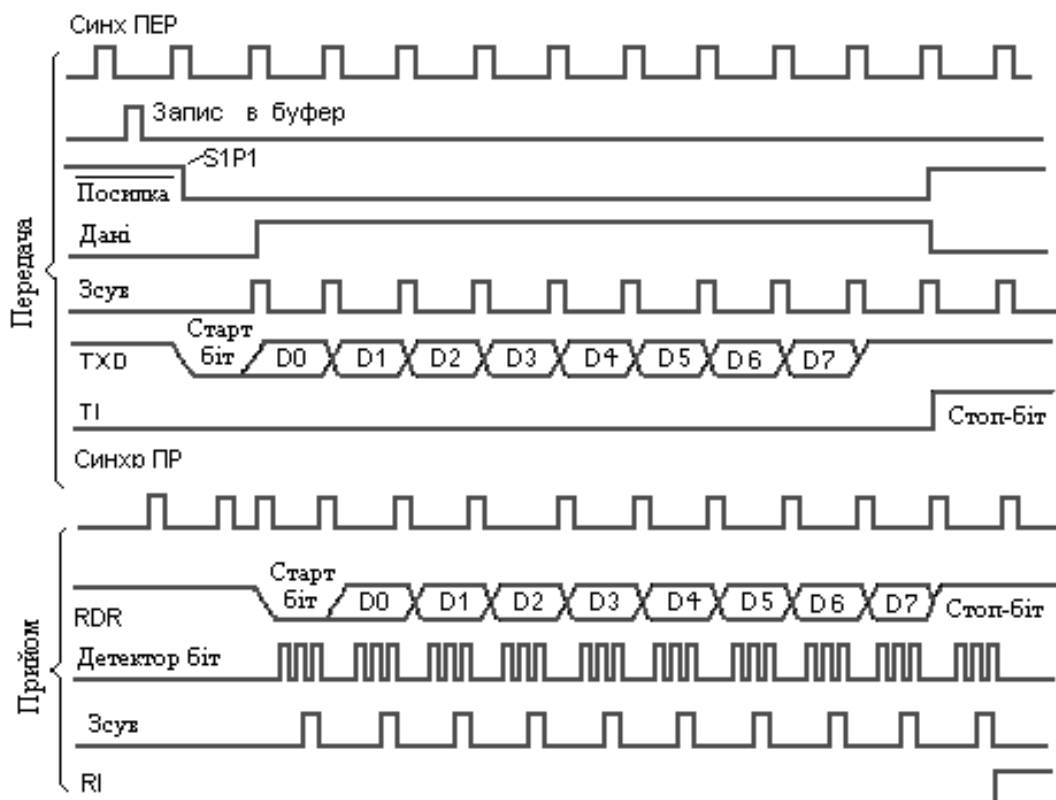 Синх ПЕР
Запис в буфер
S1P1
Посилка
Дані
Зсув
Старт
біт
TXD
D0 D1 D2 D3 D4 D5 D6 D7
TI
Стоп-біт
Передача
Синхр ПР
Старт
біт
RDR
D0 D1 D2 D3 D4 D5 D6 D7
Стоп-біт
Детектор біт
Зсув
RI
Прийом